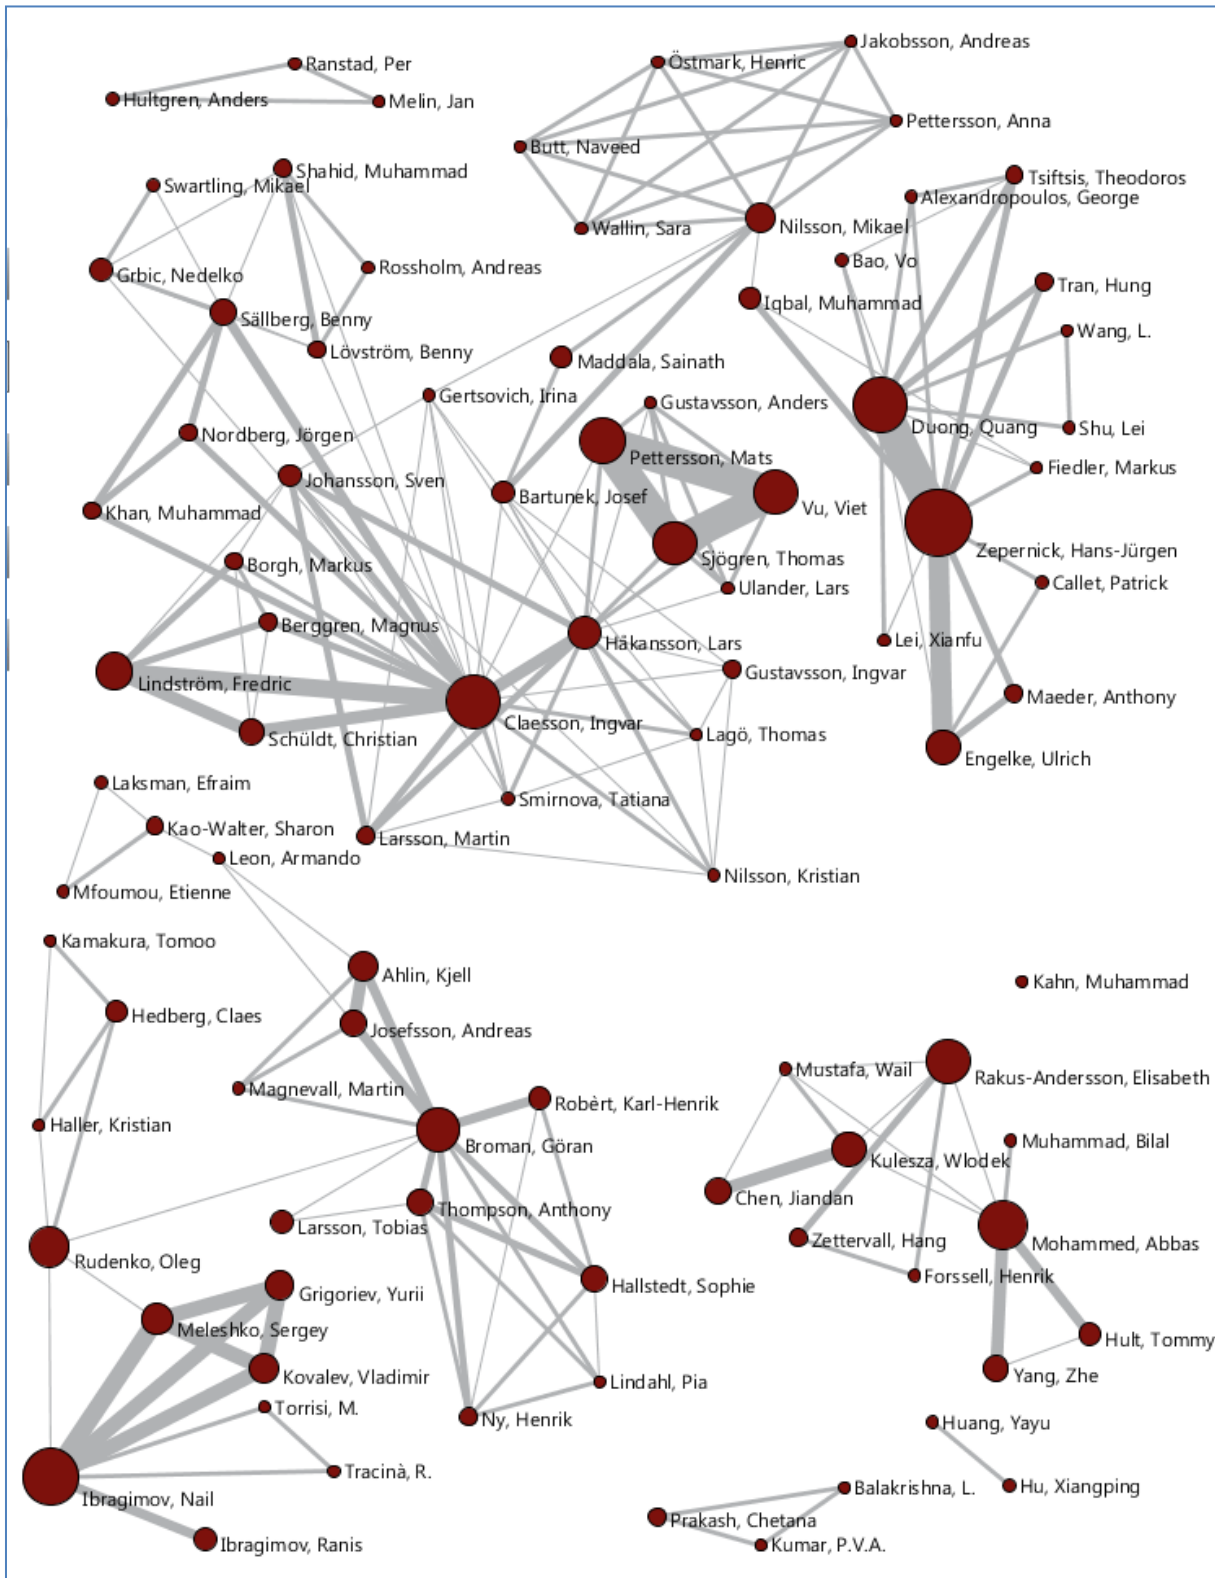 Jakobsson, Andreas
Östmark, Henric
Ranstad, Per
Hultgren, Anders
Melin, Jan
Pettersson, Anna
Butt, Naveed
Shahid, Muhammad
Swartling, Mikael
Tsiftsis, Theodoros
Alexandropoulos, George
Wallin, Sara
Nilsson, Mikael
Bao, Vo
Rossholm, Andreas
Grbic, Nedelko
Tran, Hung
Iqbal, Muhammad
Sällberg, Benny
Wang, L.
Lövström, Benny
Maddala, Sainath
Gertsovich, Irina
Gustavsson, Anders
Duong, Quang
Shu, Lei
Nordberg, Jörgen
Pettersson, Mats
Fiedler, Markus
Johansson, Sven
Bartunek, Josef
Vu, Viet
Khan, Muhammad
Zepernick, Hans-Jürgen
Sjögren, Thomas
Borgh, Markus
Callet, Patrick
Ulander, Lars
Berggren, Magnus
Lei, Xianfu
Håkansson, Lars
Gustavsson, Ingvar
Lindström, Fredric
Maeder, Anthony
Claesson, Ingvar
Lagö, Thomas
Schüldt, Christian
Engelke, Ulrich
Laksman, Efraim
Smirnova, Tatiana
Kao-Walter, Sharon
Larsson, Martin
Leon, Armando
Nilsson, Kristian
Mfoumou, Etienne
Kamakura, Tomoo
Ahlin, Kjell
Kahn, Muhammad
Hedberg, Claes
Josefsson, Andreas
Mustafa, Wail
Rakus-Andersson, Elisabeth
Magnevall, Martin
Robèrt, Karl-Henrik
Haller, Kristian
Muhammad, Bilal
Broman, Göran
Kulesza, Wlodek
Chen, Jiandan
Thompson, Anthony
Larsson, Tobias
Zettervall, Hang
Mohammed, Abbas
Rudenko, Oleg
Forssell, Henrik
Hallstedt, Sophie
Grigoriev, Yurii
Meleshko, Sergey
Hult, Tommy
Kovalev, Vladimir
Yang, Zhe
Lindahl, Pia
Torrisi, M.
Ny, Henrik
Huang, Yayu
Tracinà, R.
Balakrishna, L.
Hu, Xiangping
Ibragimov, Nail
Prakash, Chetana
Ibragimov, Ranis
Kumar, P.V.A.